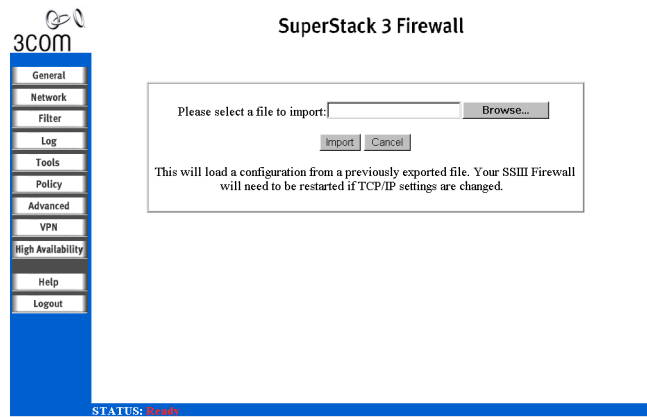 3com
SuperStack 3 Firewall
General
Network
Filter
Log
Tools
Policy
Advanced
VPN
High Availability
Help
Logout
Please select a file to import: Browse...
Import Cancel
This will load a configuration from a previously exported file. Your SSIII Firewall
will need to be restarted if TCP/IP settings are changed.
STATUS: Ready